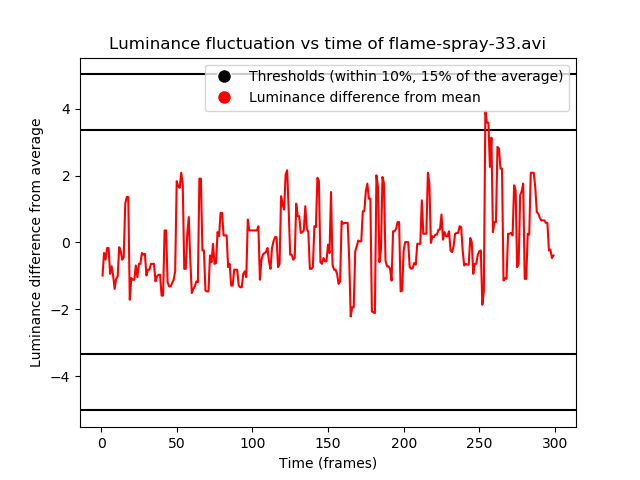 Luminance fluctuation vs time of flame-spray-33.avi
Thresholds (within 10%, 15% of the average)
Luminance difference from mean
Luminance difference from average
4
2
0
−2
−4
0 50 100 150 200 250 300
Time (frames)